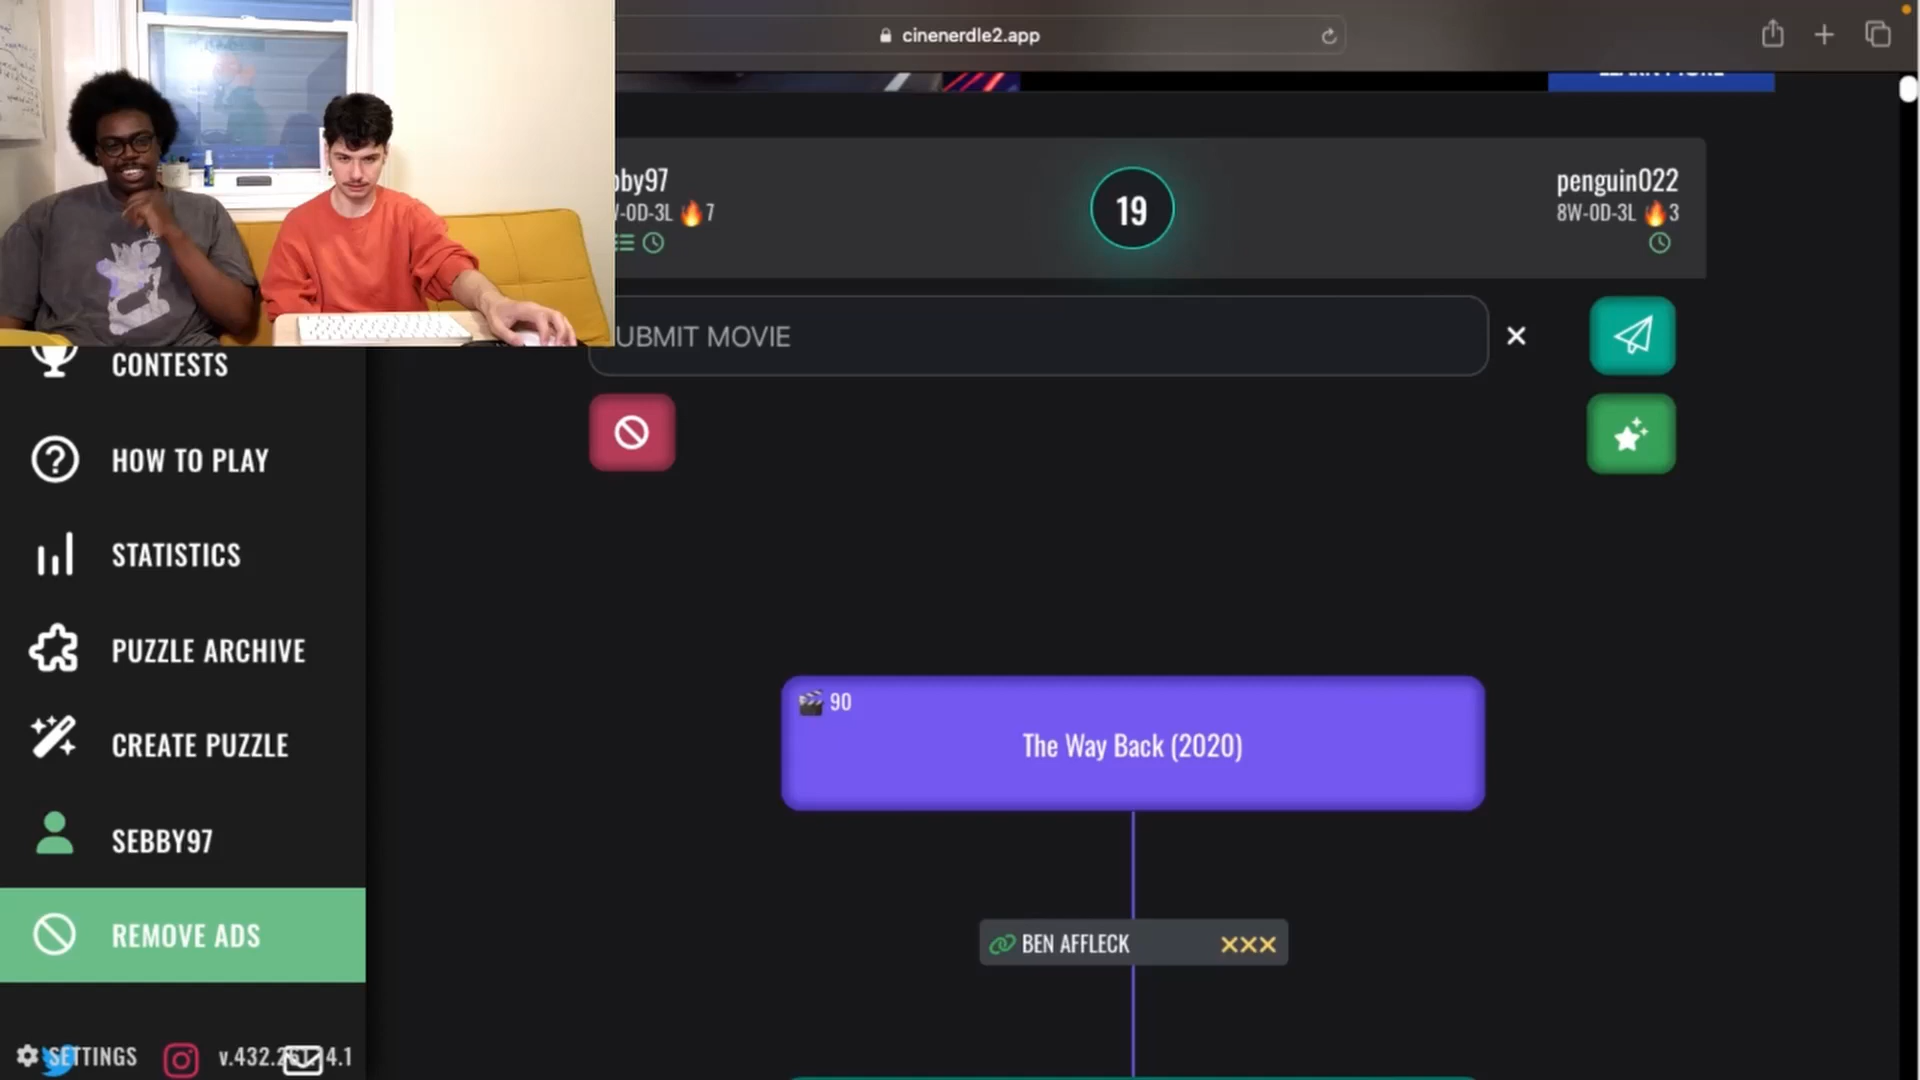 cinenerdle2.app
bby97
penguin022
-0D-3L 🔥7
19
8W-0D-3L 🔥3
UBMIT MOVIE
CONTESTS
HOW TO PLAY
STATISTICS
PUZZLE ARCHIVE
CREATE PUZZLE
SEBBY97
REMOVE ADS
SETTINGS
90
The Way Back (2020)
BEN AFFLECK
XXX